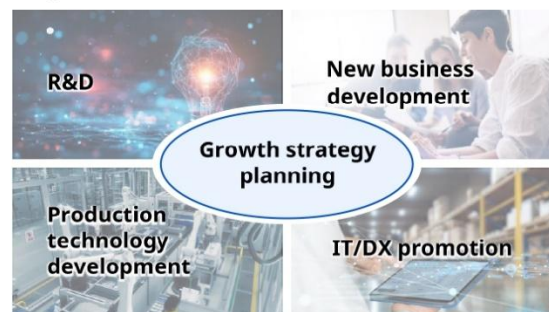 R&D
New business
development
Growth strategy
planning
Production
technology
development
IT/DX promotion